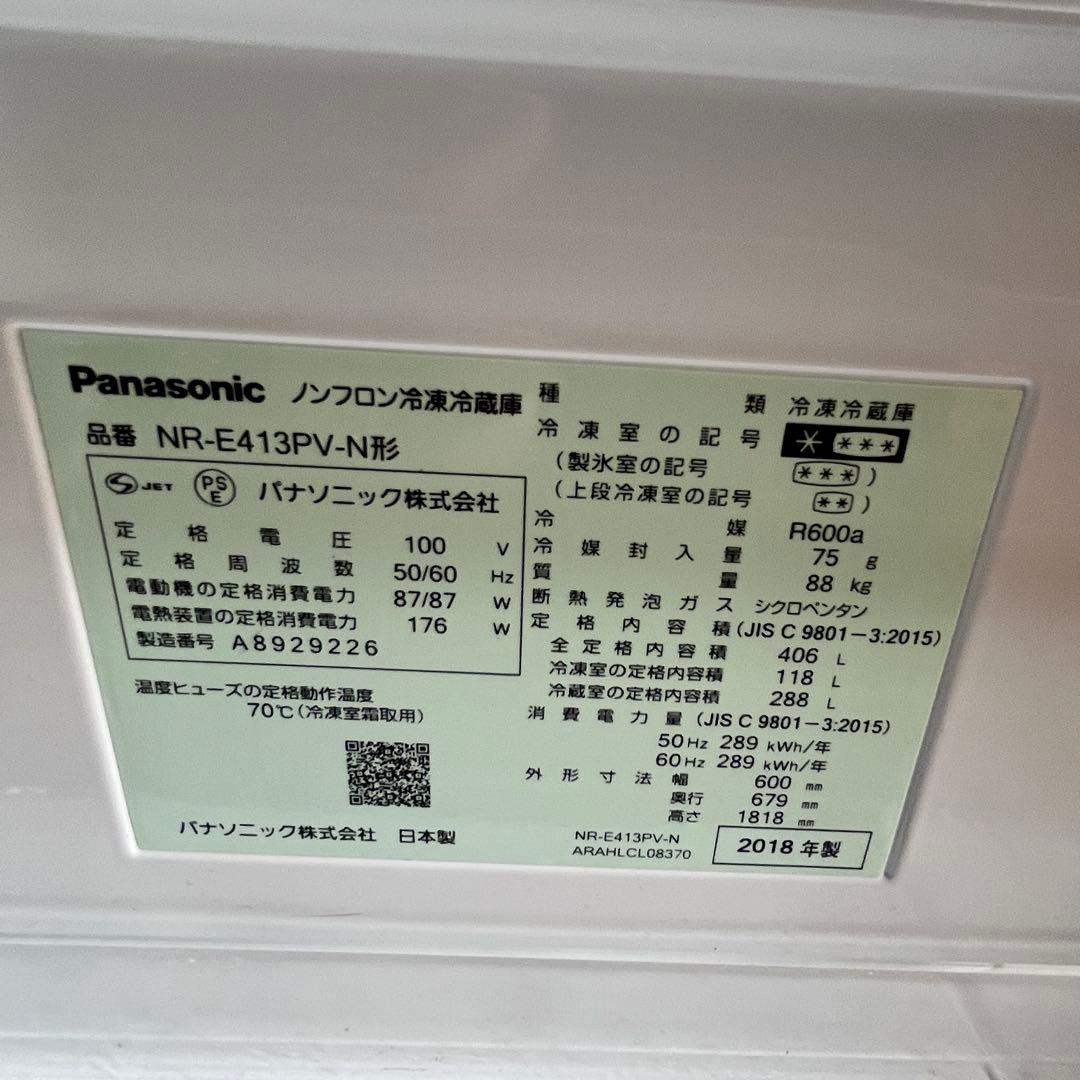 Panasonic ノンフロン冷凍冷蔵庫
品番 NR-E413PV-N形
JET PS E パナソニック株式会社
定格電圧 100 V
定格周波数 50/60 Hz
電動機の定格消費電力 87/87 W
電熱装置の定格消費電力 176 W
製造番号 A8929226
温度ヒューズの定格動作温度
70℃(冷凍室霜取用)
パナソニック株式会社 日本製
種類 冷凍冷蔵庫
冷凍室の記号 * ***
(製氷室の記号 ***)
(上段冷凍室の記号 **)
冷媒 R600a
冷媒封入量 75 g
質量 88 kg
断熱発泡ガス シクロペンタン
定格内容積 (JIS C 9801-3:2015)
全定格内容積 406 L
冷凍室の定格内容積 118 L
冷蔵室の定格内容積 288 L
消費電力量 (JIS C 9801-3:2015)
50Hz 289 kWh/年
60Hz 289 kWh/年
外形寸法 幅 600 mm
奥行 679 mm
高さ 1818 mm
NR-E413PV-N
ARAHLCL08370
2018年製